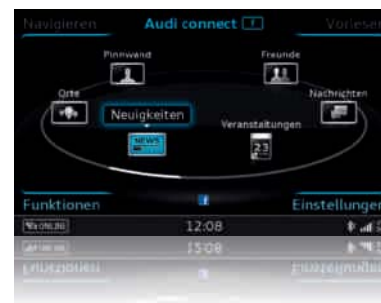 Navigieren Audi connect f Vorlesen
Pinnwand Freunde
Orte Nachrichten
Neuigkeiten
Veranstaltungen
NEWS 23
f
Funktionen Einstellungen
12:08